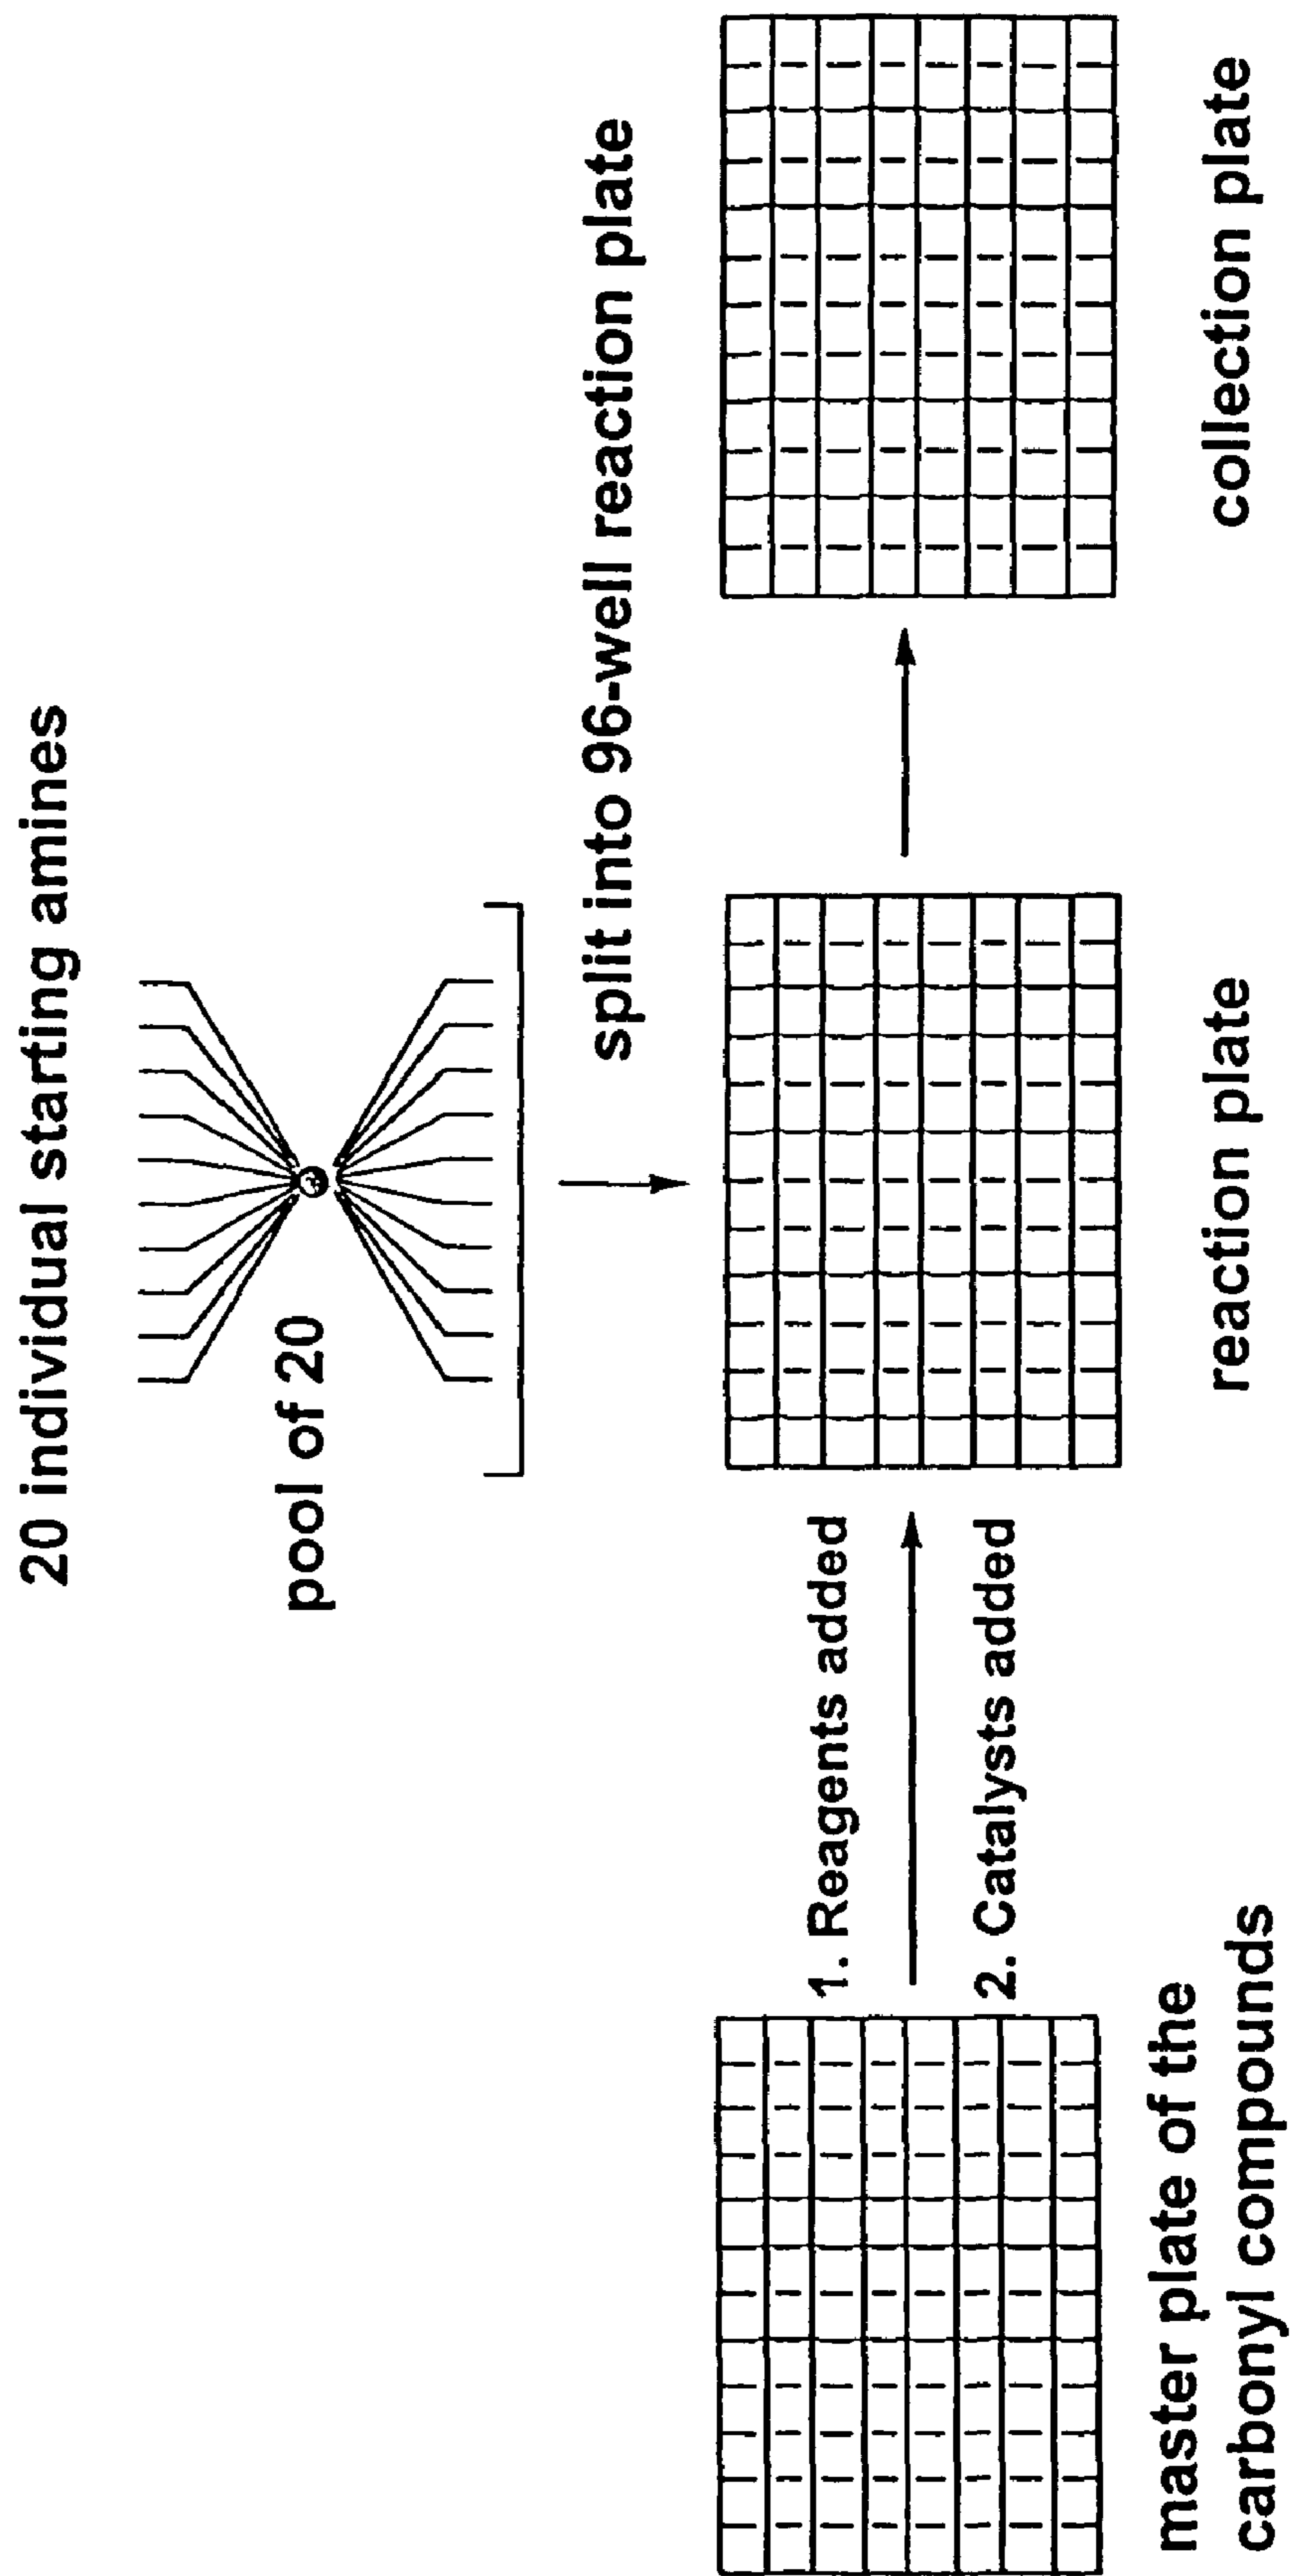 20 individual starting amines
pool of 20
split into 96-well reaction plate
1. Reagents added
2. Catalysts added
master plate of the
carbonyl compounds
reaction plate
collection plate